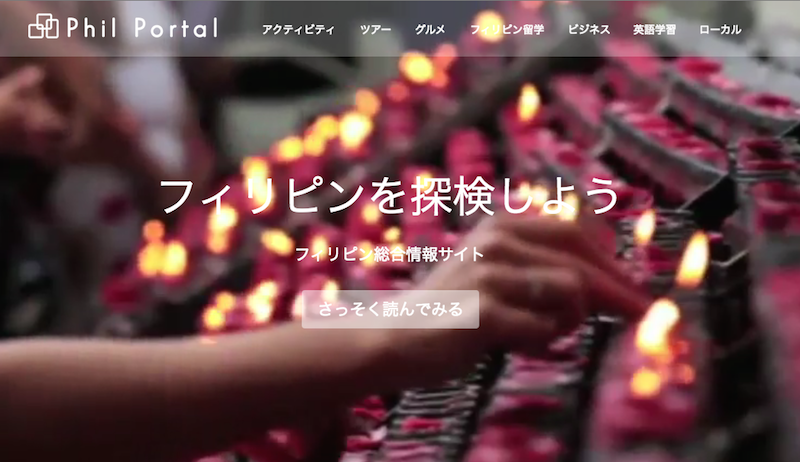 Phil Portal
アクティビティ ツアー グルメ フィリピン留学 ビジネス 英語学習 ローカル
フィリピンを探検しよう
フィリピン総合情報サイト
さっそく読んでみる